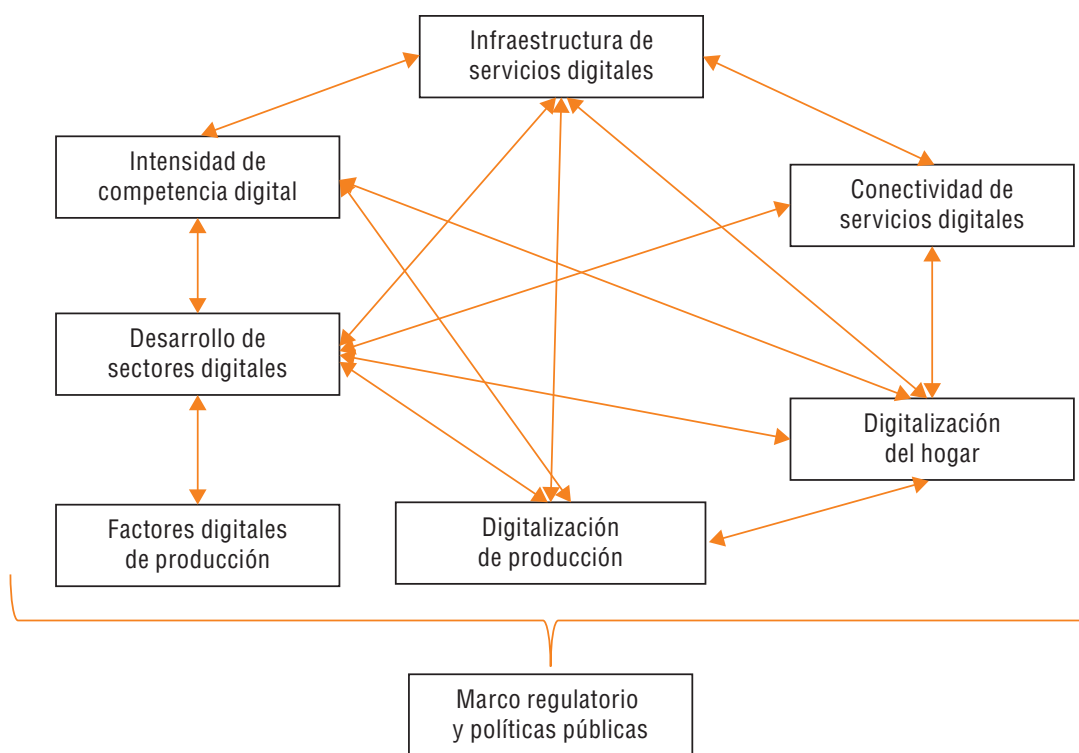 Infraestructura de
servicios digitales
Intensidad de
competencia digital
Conectividad de
servicios digitales
Desarrollo de
sectores digitales
Digitalización
del hogar
Factores digitales
de producción
Digitalización
de producción
Marco regulatorio
y políticas públicas